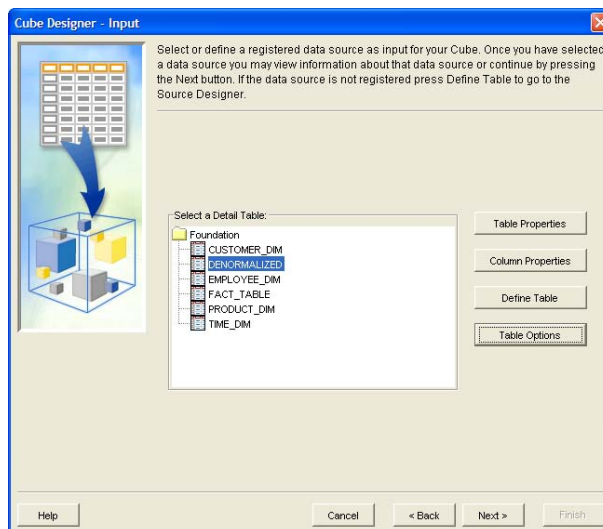 Cube Designer - Input
Select or define a registered data source as input for your Cube. Once you have selected
a data source you may view information about that data source or continue by pressing
the Next button. If the data source is not registered press Define Table to go to the
Source Designer.
Select a Detail Table:
Foundation
CUSTOMER_DIM
DENORMALIZED
EMPLOYEE_DIM
FACT_TABLE
PRODUCT_DIM
TIME_DIM
Table Properties
Column Properties
Define Table
Table Options
Help
Cancel
< Back
Next >
Finish